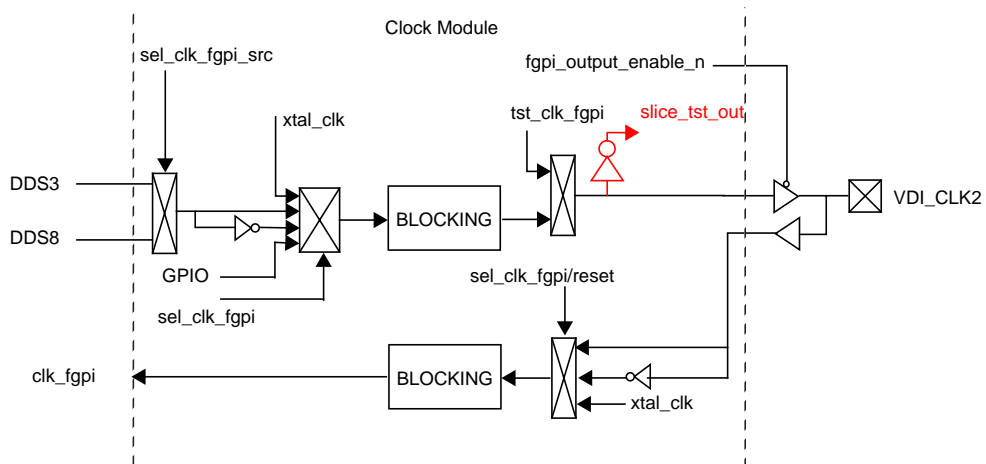 Clock Module
sel_clk_fgpi_src
fgpi_output_enable_n
xtal_clk
tst_clk_fgpi
slice_tst_out
DDS3
VDI_CLK2
BLOCKING
DDS8
GPIO
sel_clk_fgpi/reset
sel_clk_fgpi
clk_fgpi
BLOCKING
xtal_clk